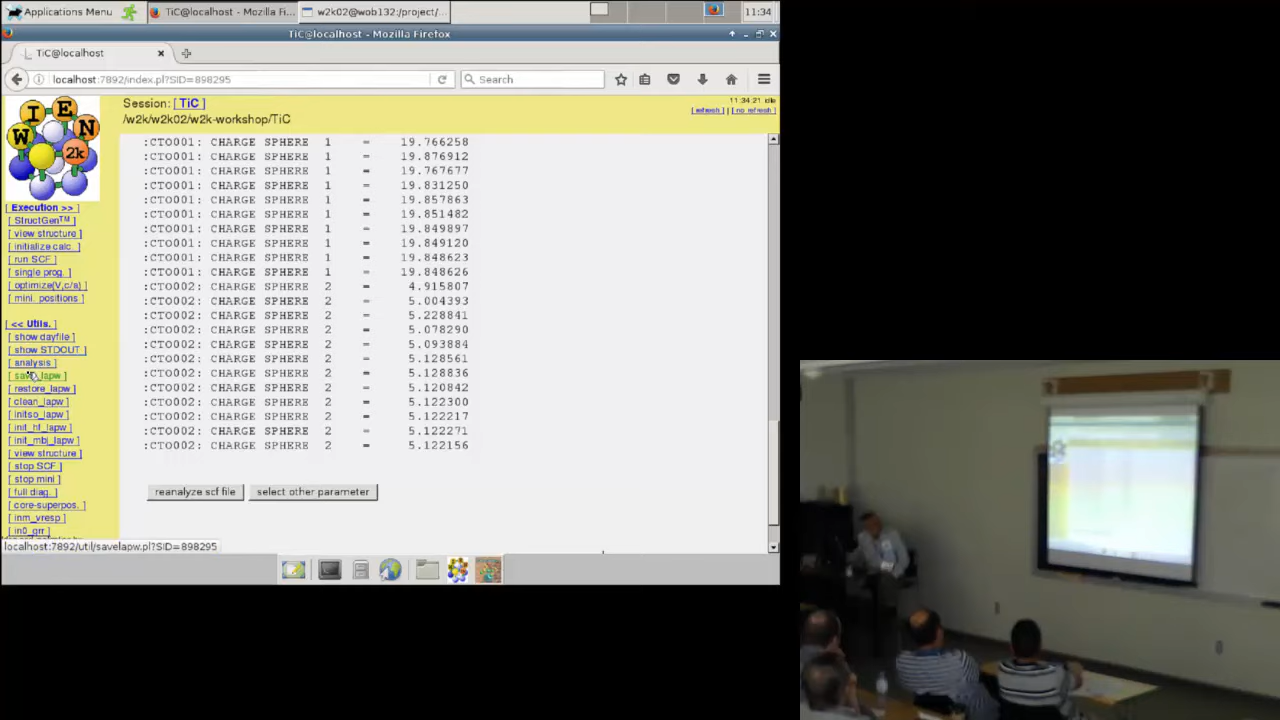 Applications Menu
TiC@localhost - Mozilla Fi...
w2k02@wob132:/project/...
11:34
TiC@localhost - Mozilla Firefox
TiC@localhost
localhost:7892/index.pl?SID=898295
Search
Session: [ TiC ]
/w2k/w2k02/w2k-workshop/TiC
11:34:21 idle
[ refresh ] [ no refresh ]
W I E N 2k
[ Execution >> ]
[ StructGen™ ]
[ view structure ]
[ initialize calc. ]
[ run SCF ]
[ single prog. ]
[ optimize(V,c/a) ]
[ mini. positions ]
[ << Utils. ]
[ show dayfile ]
[ show STDOUT ]
[ analysis ]
[ save_lapw ]
[ restore_lapw ]
[ clean_lapw ]
[ initso_lapw ]
[ init_hf_lapw ]
[ init_mbj_lapw ]
[ view structure ]
[ stop SCF ]
[ stop mini ]
[ full diag. ]
[ core-superpos. ]
[ inm_vresp ]
[ in0_grr ]
:CTO001: CHARGE SPHERE 1 = 19.766258
:CTO001: CHARGE SPHERE 1 = 19.876912
:CTO001: CHARGE SPHERE 1 = 19.767677
:CTO001: CHARGE SPHERE 1 = 19.831250
:CTO001: CHARGE SPHERE 1 = 19.857863
:CTO001: CHARGE SPHERE 1 = 19.851482
:CTO001: CHARGE SPHERE 1 = 19.849897
:CTO001: CHARGE SPHERE 1 = 19.849120
:CTO001: CHARGE SPHERE 1 = 19.848623
:CTO001: CHARGE SPHERE 1 = 19.848626
:CTO002: CHARGE SPHERE 2 = 4.915807
:CTO002: CHARGE SPHERE 2 = 5.004393
:CTO002: CHARGE SPHERE 2 = 5.228841
:CTO002: CHARGE SPHERE 2 = 5.078290
:CTO002: CHARGE SPHERE 2 = 5.093884
:CTO002: CHARGE SPHERE 2 = 5.128561
:CTO002: CHARGE SPHERE 2 = 5.128836
:CTO002: CHARGE SPHERE 2 = 5.120842
:CTO002: CHARGE SPHERE 2 = 5.122300
:CTO002: CHARGE SPHERE 2 = 5.122217
:CTO002: CHARGE SPHERE 2 = 5.122271
:CTO002: CHARGE SPHERE 2 = 5.122156
reanalyze scf file
select other parameter
localhost:7892/util/savelapw.pl?SID=898295